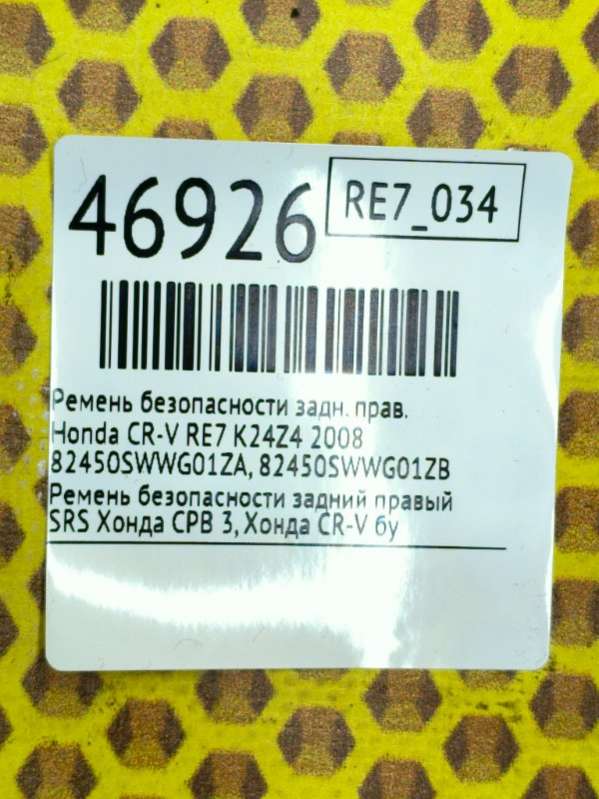 46926
RE7_034
Ремень безопасности задн. прав.
Honda CR-V RE7 K24Z4 2008
82450SWWG01ZA, 82450SWWG01ZB
Ремень безопасности задний правый
SRS Хонда СРВ 3, Хонда CR-V бу